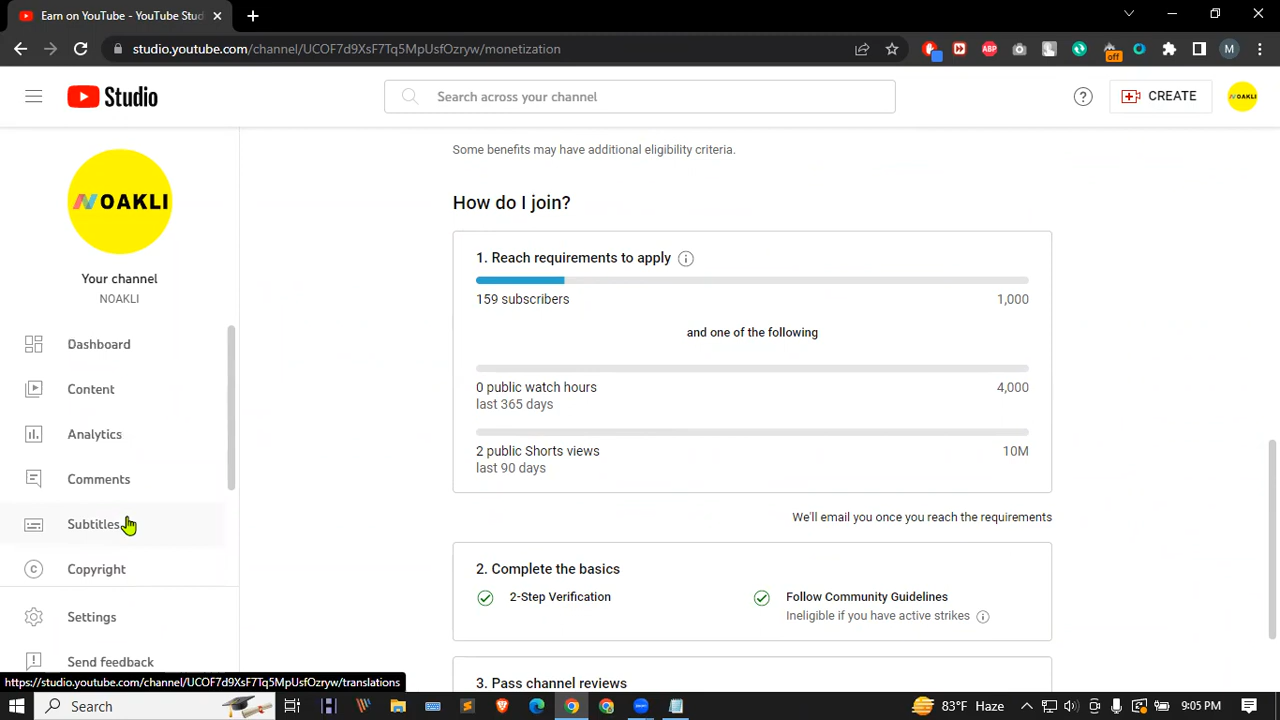 Earn on YouTube - YouTube Stud
studio.youtube.com/channel/UCOF7d9XsF7Tq5MpUsfOzryw/monetization
ABP
off
M
Studio
Search across your channel
CREATE
NOAKLI
NOAKLI
Your channel
NOAKLI
Dashboard
Content
Analytics
Comments
Subtitles
Copyright
Settings
Send feedback
Some benefits may have additional eligibility criteria.
How do I join?
1. Reach requirements to apply
159 subscribers 1,000
and one of the following
0 public watch hours 4,000
last 365 days
2 public Shorts views 10M
last 90 days
We'll email you once you reach the requirements
2. Complete the basics
2-Step Verification
Follow Community Guidelines
Ineligible if you have active strikes
3. Pass channel reviews
https://studio.youtube.com/channel/UCOF7d9XsF7Tq5MpUsfOzryw/translations
Search
83°F Haze
9:05 PM